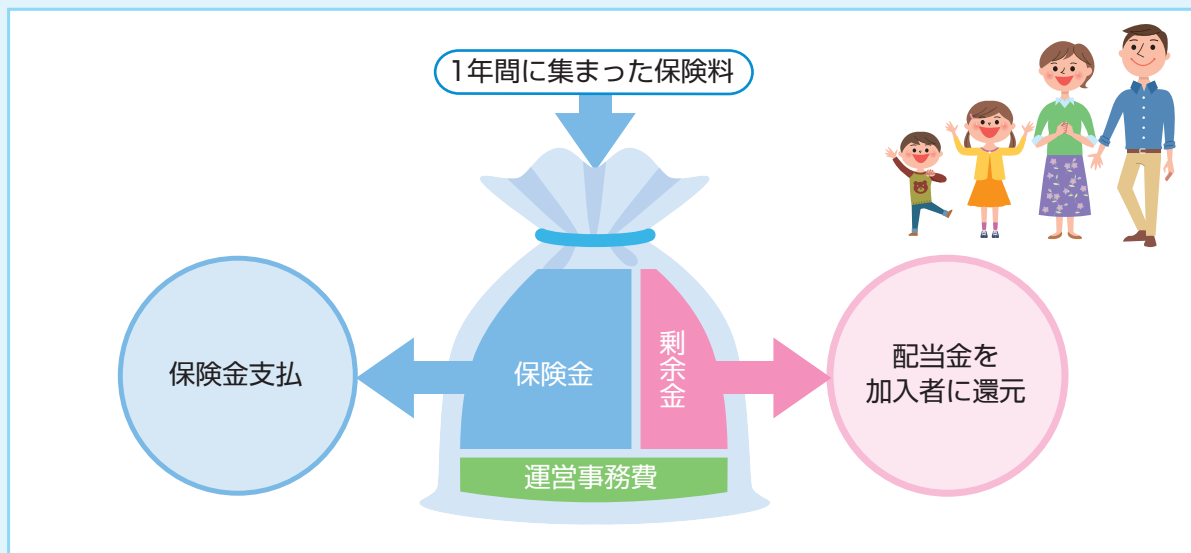 1年間に集まった保険料
保険金支払
保険金
剰余金
配当金を
加入者に還元
運営事務費